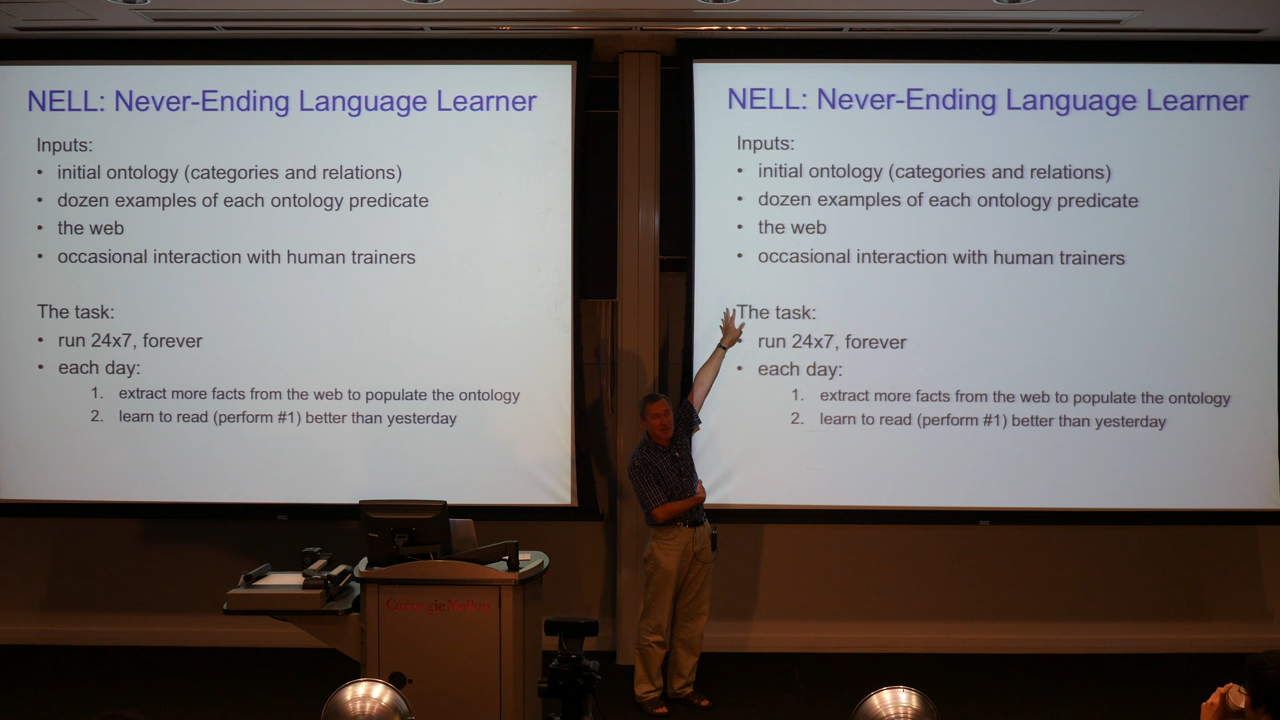 NELL: Never-Ending Language Learner
Inputs:
• initial ontology (categories and relations)
• dozen examples of each ontology predicate
• the web
• occasional interaction with human trainers
The task:
• run 24x7, forever
• each day:
1. extract more facts from the web to populate the ontology
2. learn to read (perform #1) better than yesterday
NELL: Never-Ending Language Learner
Inputs:
• initial ontology (categories and relations)
• dozen examples of each ontology predicate
• the web
• occasional interaction with human trainers
The task:
• run 24x7, forever
• each day:
1. extract more facts from the web to populate the ontology
2. learn to read (perform #1) better than yesterday
Carnegie Mellon